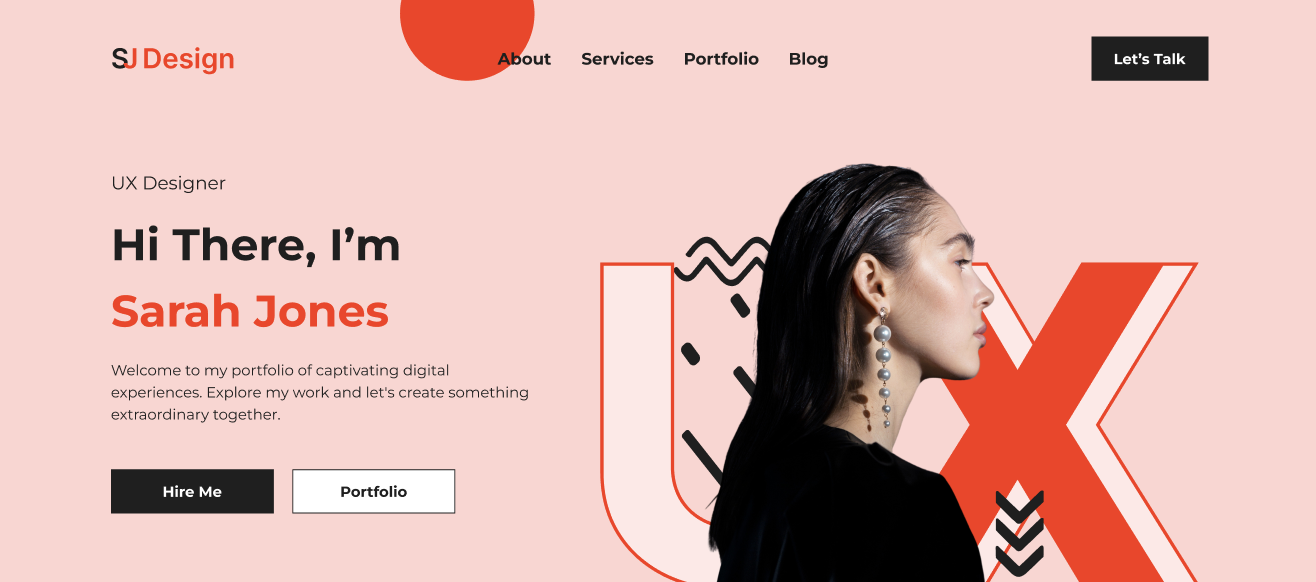 SJ Design
About Services Portfolio Blog
Let’s Talk
UX Designer
Hi There, I’m
Sarah Jones
Welcome to my portfolio of captivating digital
experiences. Explore my work and let's create something
extraordinary together.
Hire Me
Portfolio
UX